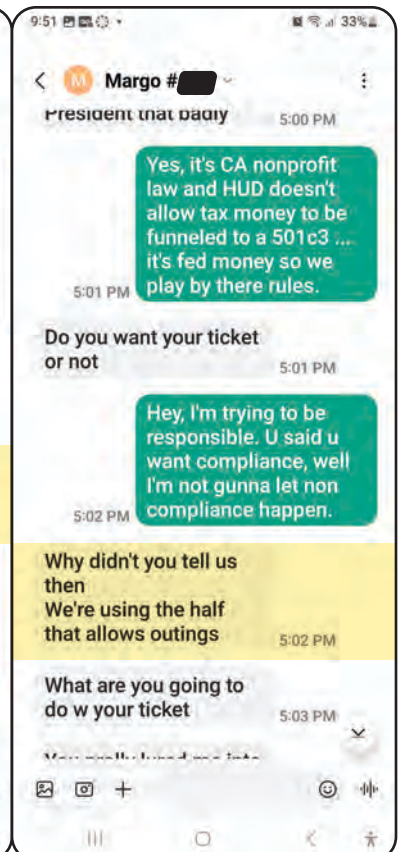 9:51
33%
M Margo #
President that badly
5:00 PM
Yes, it's CA nonprofit
law and HUD doesn't
allow tax money to be
funneled to a 501c3 ...
it's fed money so we
play by there rules.
5:01 PM
Do you want your ticket
or not
5:01 PM
Hey, I'm trying to be
responsible. U said u
want compliance, well
I'm not gunna let non
compliance happen.
5:02 PM
Why didn't you tell us
then
We're using the half
that allows outings
5:02 PM
What are you going to
do w your ticket
5:03 PM